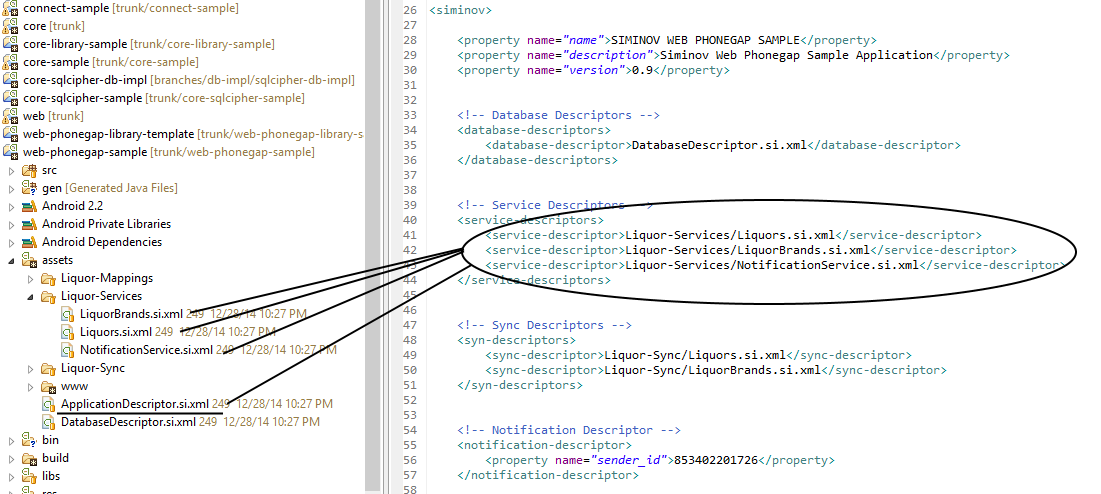 connect-sample [trunk/connect-sample]
core [trunk]
core-library-sample [trunk/core-library-sample]
core-sample [trunk/core-sample]
core-sqlcipher-db-impl [branches/db-impl/sqlcipher-db-impl]
core-sqlcipher-sample [trunk/core-sqlcipher-sample]
web [trunk]
web-phonegap-library-template [trunk/web-phonegap-library-s
web-phonegap-sample [trunk/web-phonegap-sample]
src
gen [Generated Java Files]
Android 2.2
Android Private Libraries
Android Dependencies
assets
Liquor-Mappings
Liquor-Services
LiquorBrands.si.xml 249 12/28/14 10:27 PM
Liquors.si.xml 249 12/28/14 10:27 PM
NotificationService.si.xml 249 12/28/14 10:27 PM
Liquor-Sync
www
ApplicationDescriptor.si.xml 249 12/28/14 10:27 PM
DatabaseDescriptor.si.xml 249 12/28/14 10:27 PM
bin
build
libs
res
26 <siminov>
27
28 <property name="name">SIMINOV WEB PHONEGAP SAMPLE</property>
29 <property name="description">Siminov Web Phonegap Sample Application</property>
30 <property name="version">0.9</property>
31
32
33 <!-- Database Descriptors -->
34 <database-descriptors>
35 <database-descriptor>DatabaseDescriptor.si.xml</database-descriptor>
36 </database-descriptors>
37
38
39 <!-- Service Descriptors -->
40 <service-descriptors>
41 <service-descriptor>Liquor-Services/Liquors.si.xml</service-descriptor>
42 <service-descriptor>Liquor-Services/LiquorBrands.si.xml</service-descriptor>
43 <service-descriptor>Liquor-Services/NotificationService.si.xml</service-descriptor>
44 </service-descriptors>
45
46
47 <!-- Sync Descriptors -->
48 <syn-descriptors>
49 <sync-descriptor>Liquor-Sync/Liquors.si.xml</sync-descriptor>
50 <sync-descriptor>Liquor-Sync/LiquorBrands.si.xml</sync-descriptor>
51 </syn-descriptors>
52
53
54 <!-- Notification Descriptor -->
55 <notification-descriptor>
56 <property name="sender_id">853402201726</property>
57 </notification-descriptor>
58